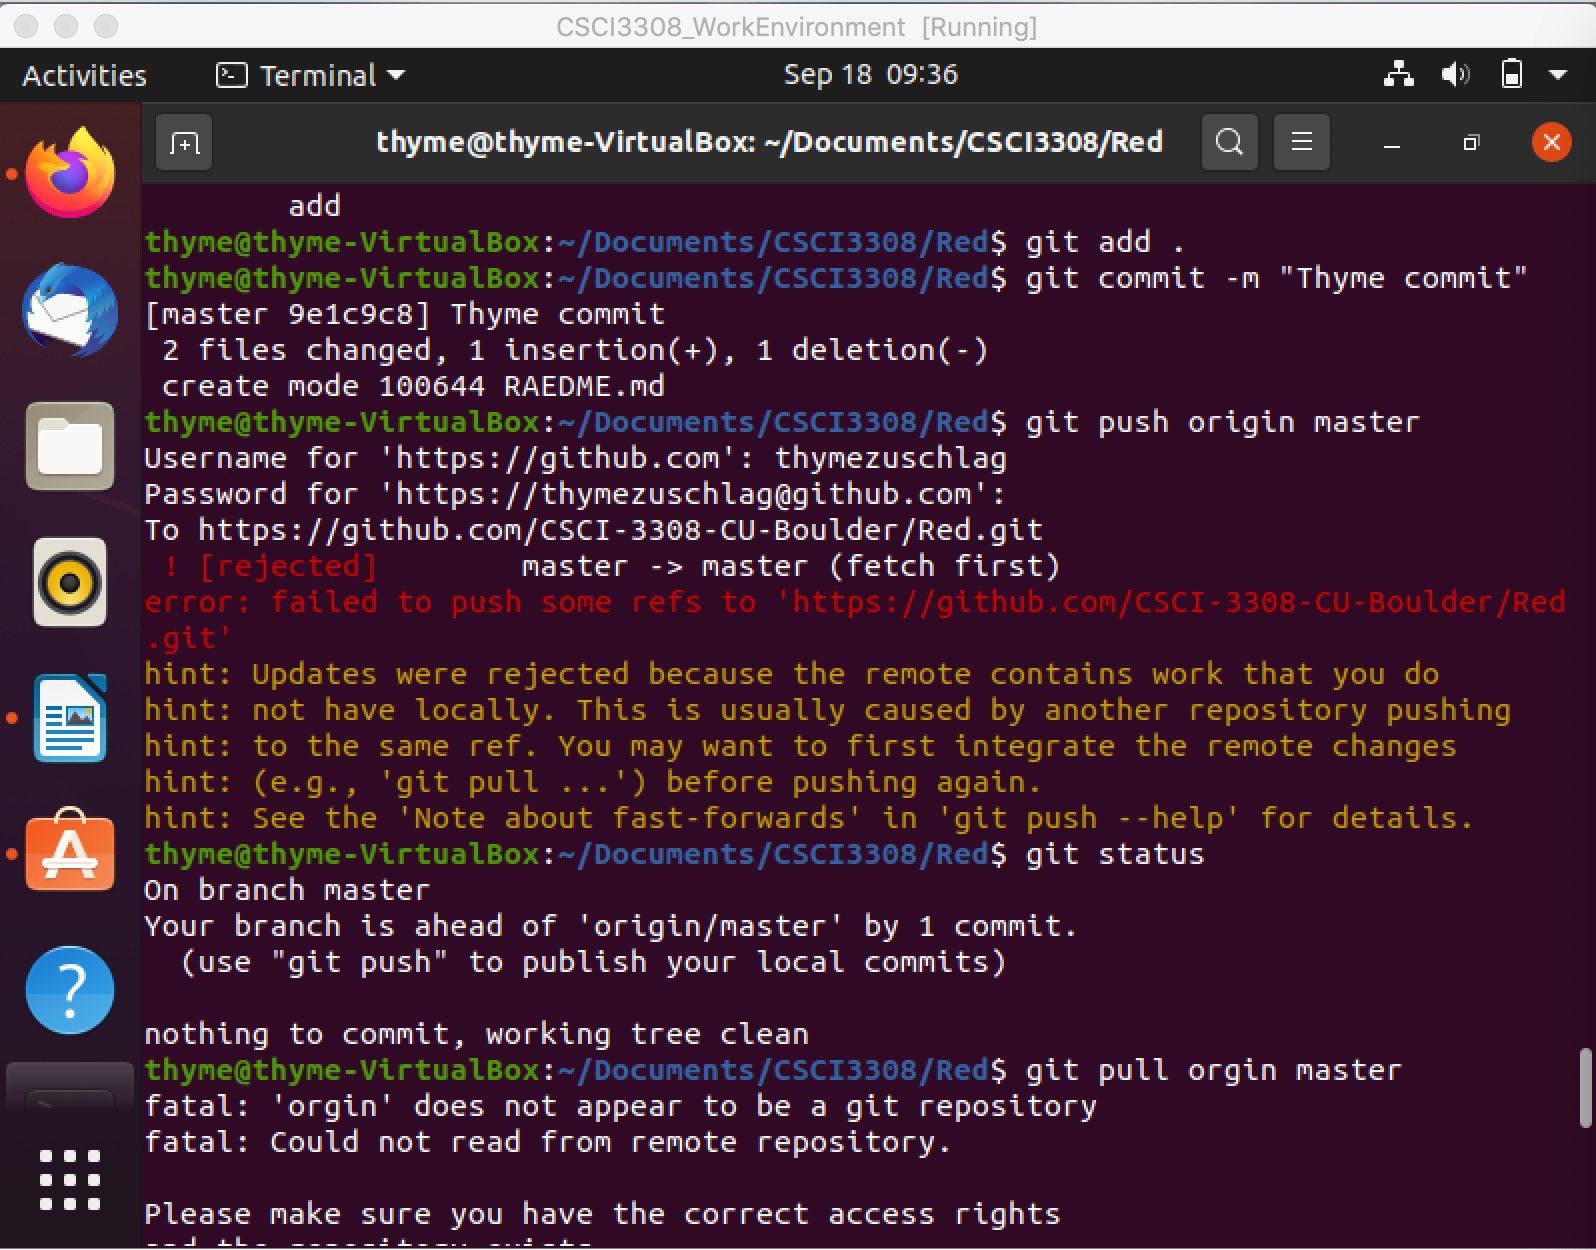 CSCI3308_WorkEnvironment [Running]
Activities Terminal Sep 18 09:36
thyme@thyme-VirtualBox: ~/Documents/CSCI3308/Red
add
thyme@thyme-VirtualBox:~/Documents/CSCI3308/Red$ git add .
thyme@thyme-VirtualBox:~/Documents/CSCI3308/Red$ git commit -m "Thyme commit"
[master 9e1c9c8] Thyme commit
2 files changed, 1 insertion(+), 1 deletion(-)
create mode 100644 RAEDME.md
thyme@thyme-VirtualBox:~/Documents/CSCI3308/Red$ git push origin master
Username for 'https://github.com': thymezuschlag
Password for 'https://thymezuschlag@github.com':
To https://github.com/CSCI-3308-CU-Boulder/Red.git
! [rejected] master -> master (fetch first)
error: failed to push some refs to 'https://github.com/CSCI-3308-CU-Boulder/Red
.git'
hint: Updates were rejected because the remote contains work that you do
hint: not have locally. This is usually caused by another repository pushing
hint: to the same ref. You may want to first integrate the remote changes
hint: (e.g., 'git pull ...') before pushing again.
hint: See the 'Note about fast-forwards' in 'git push --help' for details.
thyme@thyme-VirtualBox:~/Documents/CSCI3308/Red$ git status
On branch master
Your branch is ahead of 'origin/master' by 1 commit.
(use "git push" to publish your local commits)
nothing to commit, working tree clean
thyme@thyme-VirtualBox:~/Documents/CSCI3308/Red$ git pull orgin master
fatal: 'orgin' does not appear to be a git repository
fatal: Could not read from remote repository.
Please make sure you have the correct access rights
and the repository exists.